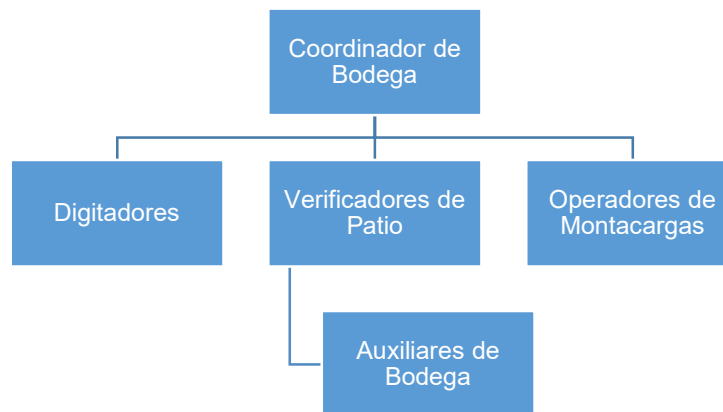 Coordinador de
Bodega
Digitadores
Verificadores de
Patio
Operadores de
Montacargas
Auxiliares de
Bodega